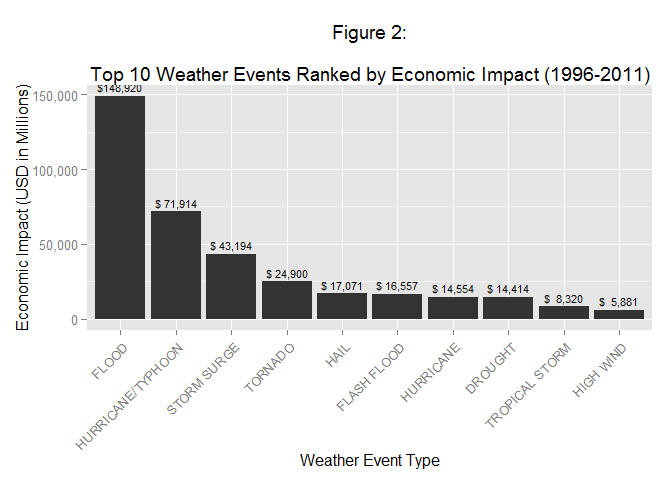 Figure 2:
Top 10 Weather Events Ranked by Economic Impact (1996-2011)
Economic Impact (USD in Millions)
150,000
100,000
50,000
0
$148,920
$ 71,914
$ 43,194
$ 24,900
$ 17,071
$ 16,557
$ 14,554
$ 14,414
$ 8,320
$ 5,881
FLOOD
HURRICANE/TYPHOON
STORM SURGE
TORNADO
HAIL
FLASH FLOOD
HURRICANE
DROUGHT
TROPICAL STORM
HIGH WIND
Weather Event Type